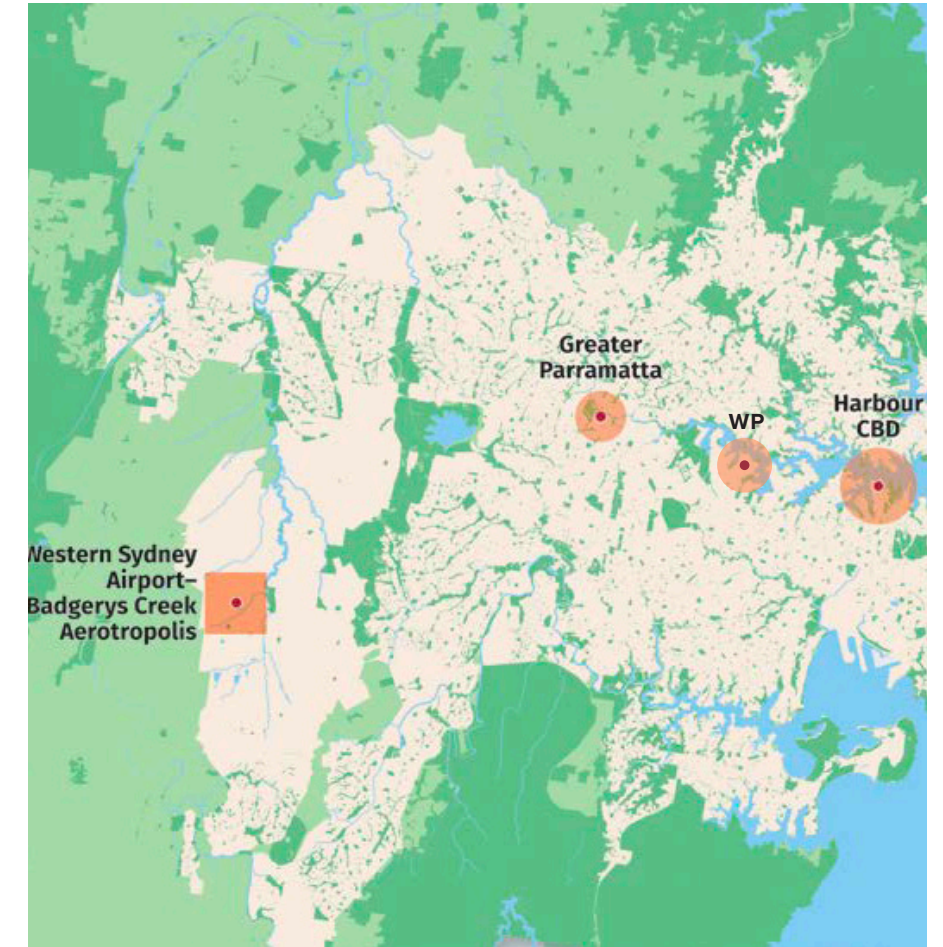 Greater
Parramatta
WP
Harbour
CBD
Western Sydney
Airport–
Badgerys Creek
Aerotropolis